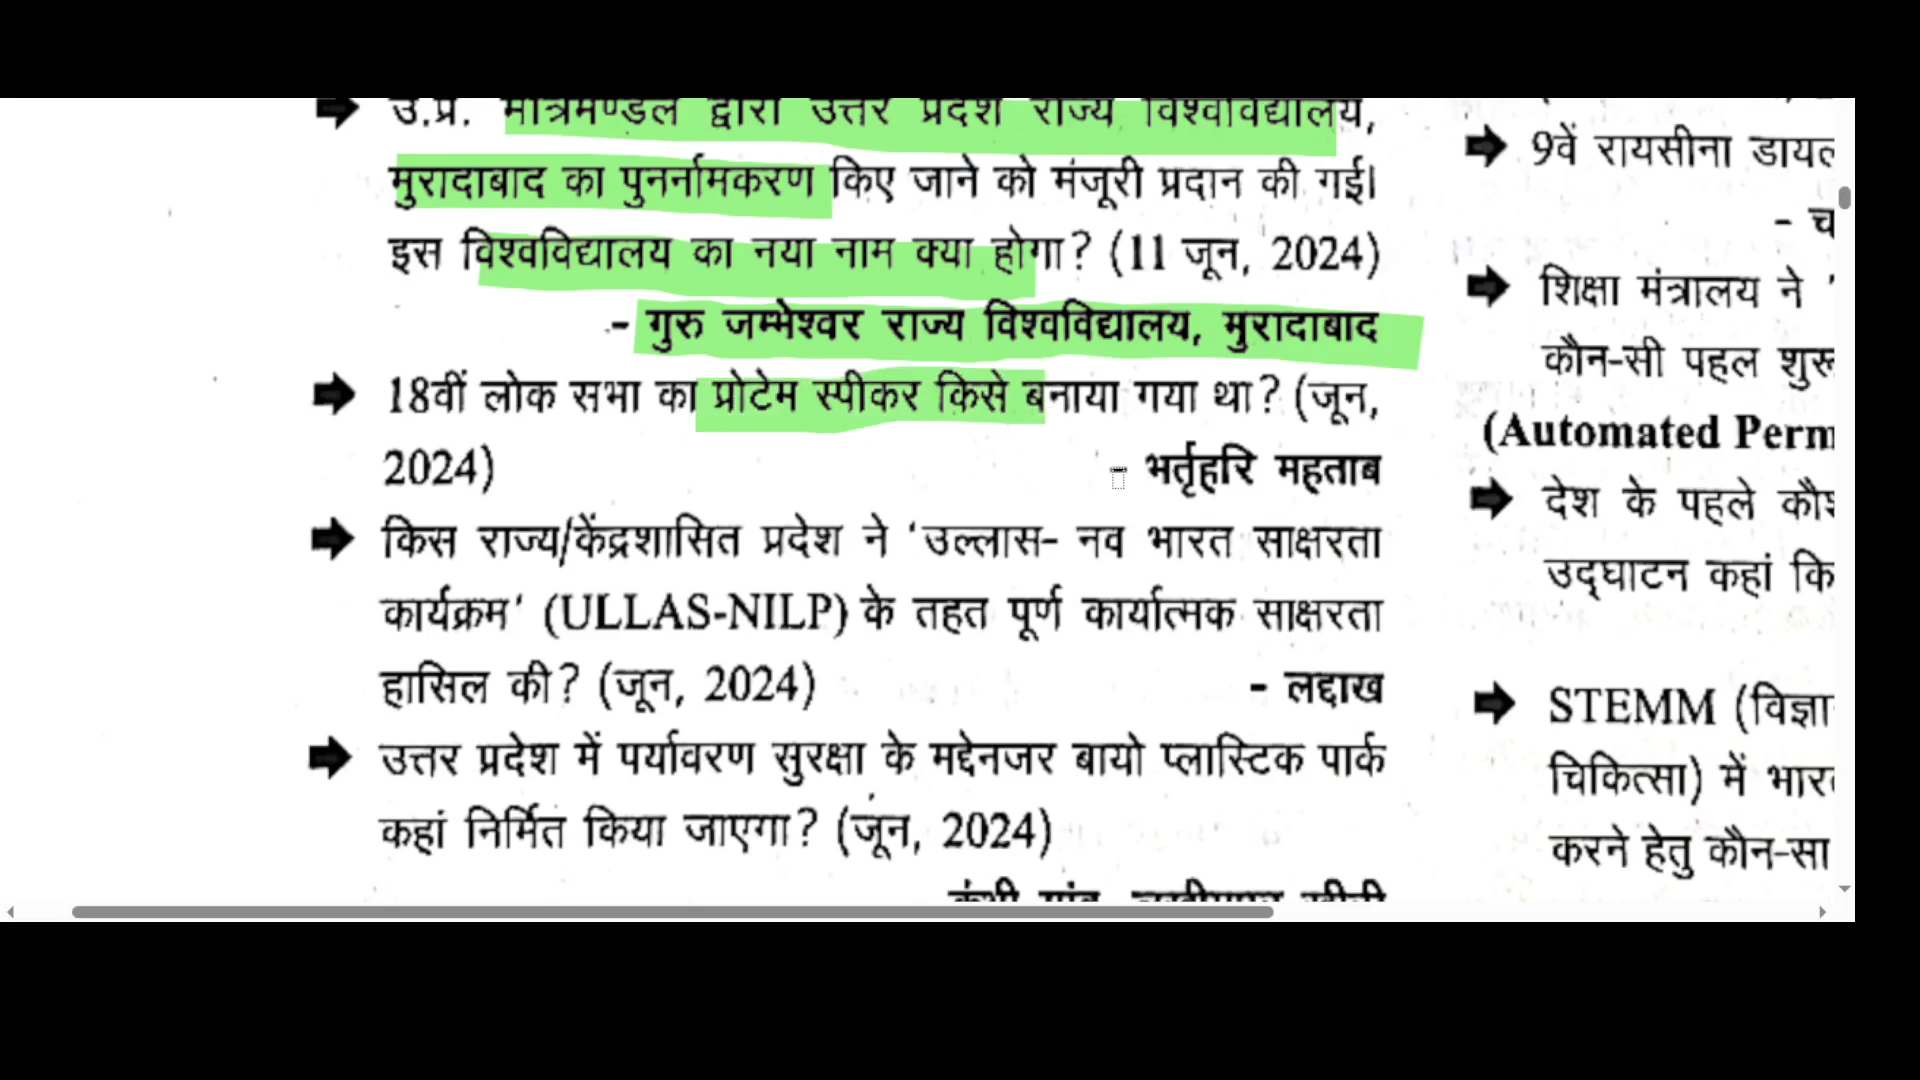 उ.प्र. मंत्रिमण्डल द्वारा उत्तर प्रदेश राज्य विश्वविद्यालय,
मुरादाबाद का पुनर्नामकरण किए जाने को मंजूरी प्रदान की गई।
इस विश्वविद्यालय का नया नाम क्या होगा? (11 जून, 2024)
- गुरु जम्भेश्वर राज्य विश्वविद्यालय, मुरादाबाद
18वीं लोक सभा का प्रोटेम स्पीकर किसे बनाया गया था? (जून,
2024) - भर्तृहरि महताब
किस राज्य/केंद्रशासित प्रदेश ने ‘उल्लास- नव भारत साक्षरता
कार्यक्रम’ (ULLAS-NILP) के तहत पूर्ण कार्यात्मक साक्षरता
हासिल की? (जून, 2024) - लद्दाख
उत्तर प्रदेश में पर्यावरण सुरक्षा के मद्देनजर बायो प्लास्टिक पार्क
कहां निर्मित किया जाएगा? (जून, 2024)
9वें रायसीना डायल
- च
शिक्षा मंत्रालय ने ‘
कौन-सी पहल शुरू
(Automated Perm
देश के पहले कौश
उद्घाटन कहां कि
STEMM (विज्ञा
चिकित्सा) में भार
करने हेतु कौन-सा